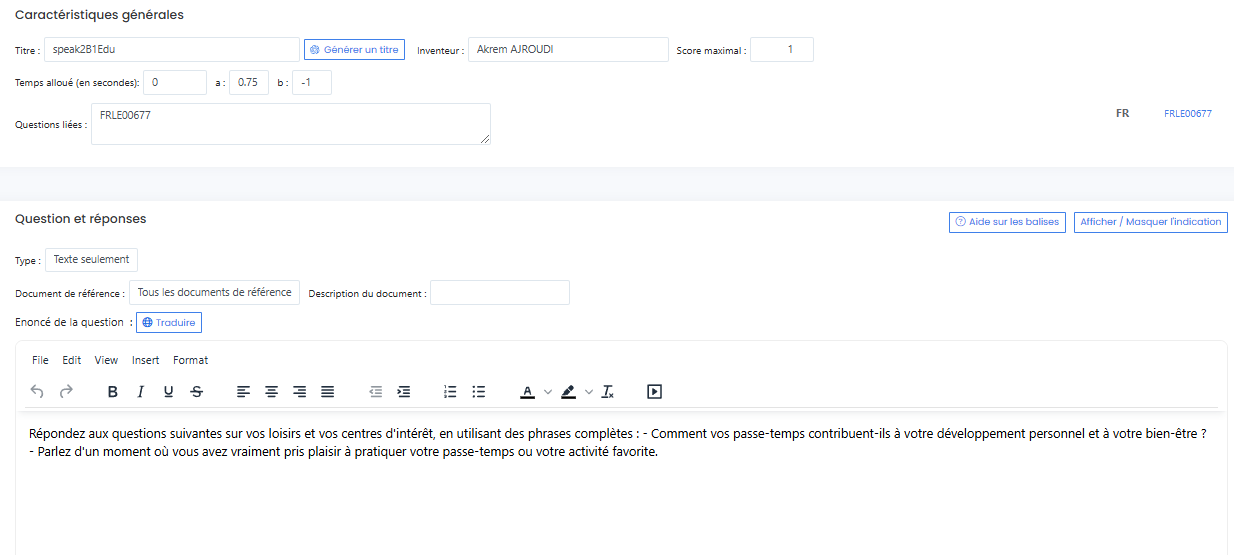 Caractéristiques générales
Titre : speak2B1Edu Générer un titre Inventeur : Akrem AJROUDI Score maximal : 1
Temps alloué (en secondes): 0 a : 0.75 b : -1
Questions liées : FRLE00677 FR FRLE00677
Question et réponses Aide sur les balises Afficher / Masquer l'indication
Type : Texte seulement
Document de référence : Tous les documents de référence Description du document :
Enoncé de la question : Traduire
File Edit View Insert Format
B I U S A
Répondez aux questions suivantes sur vos loisirs et vos centres d'intérêt, en utilisant des phrases complètes : - Comment vos passe-temps contribuent-ils à votre développement personnel et à votre bien-être ?
- Parlez d'un moment où vous avez vraiment pris plaisir à pratiquer votre passe-temps ou votre activité favorite.